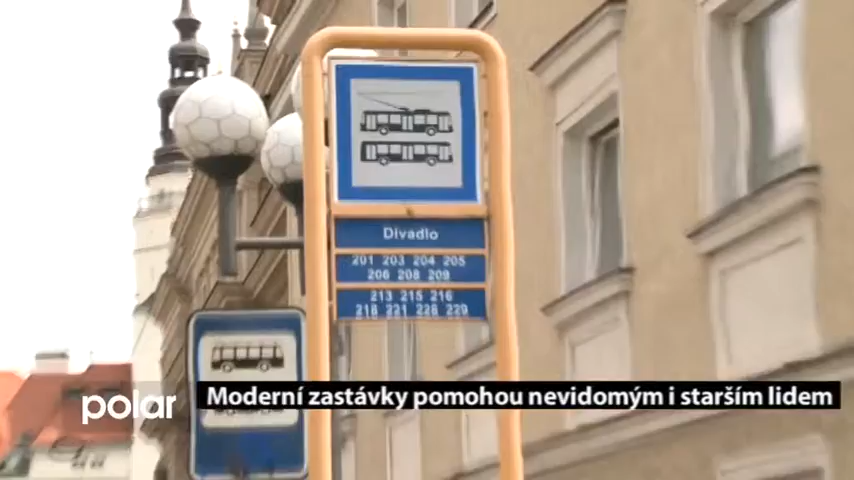 Divadlo
201 203 204 205
206 208 209
213 215 216
218 221 228 229
polar
Moderní zastávky pomohou nevidomým i starším lidem